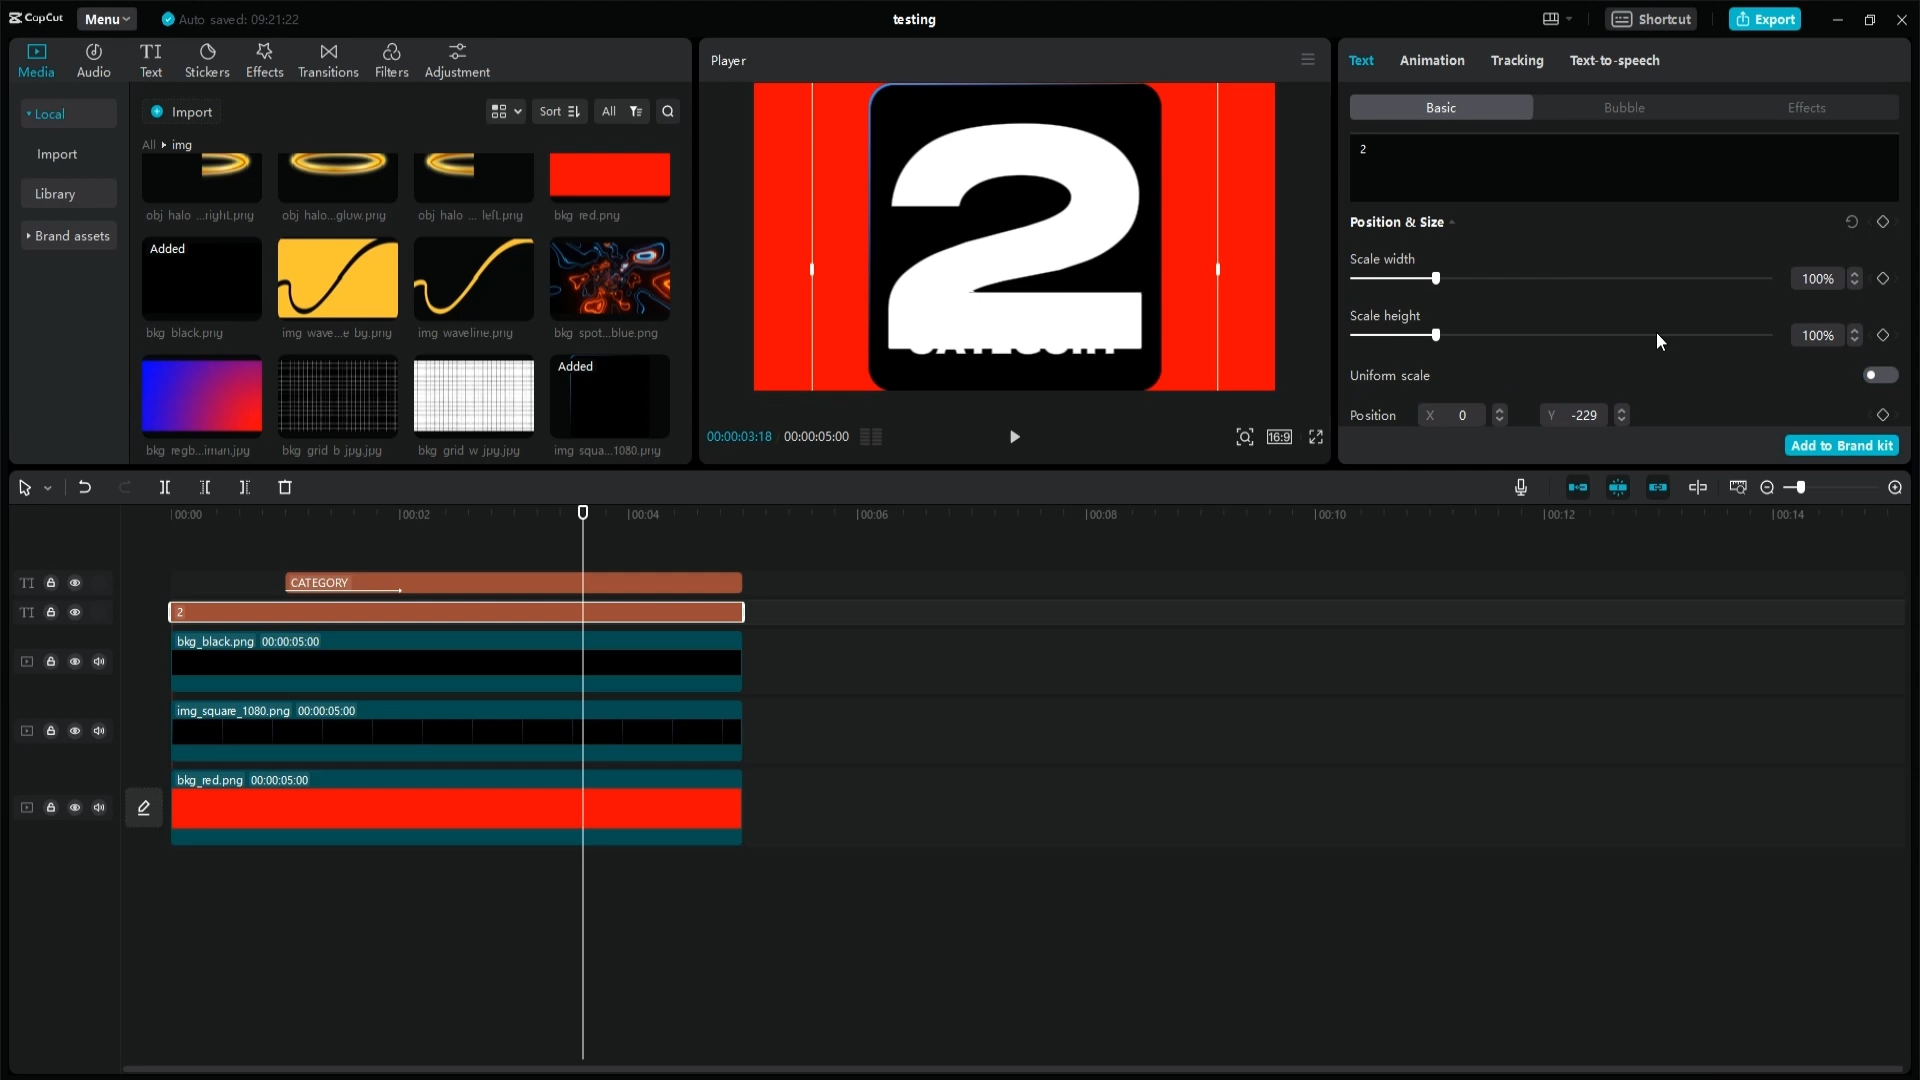 CapCut
Menu
Auto saved: 09:21:22
testing
Shortcut
Export
Media
Audio
TI
Text
Stickers
Effects
Transitions
Filters
Adjustment
Player
Text
Animation
Tracking
Text-to-speech
Local
Import
Library
Brand assets
Import
Sort
All
All
img
obj halo ...right.png
obj halo...glow.png
obj halo ... left.png
bkg red.png
Added
bkg black.png
img wave...e by.png
img waveline.png
bkg spot...blue.png
Added
bkg regb...iman.jpg
bkg grid b jpg.jpg
bkg grid w jpg.jpg
img squa...1080.png
2
CATEGORY
00:00:03:18
00:00:05:00
16:9
Basic
Bubble
Effects
2
Position & Size
Scale width
100%
Scale height
100%
Uniform scale
Position
X
0
Y
-229
Add to Brand kit
00:00
00:02
00:04
00:06
00:08
00:10
00:12
00:14
TI
CATEGORY
TI
2
bkg_black.png 00:00:05:00
img_square_1080.png 00:00:05:00
bkg_red.png 00:00:05:00